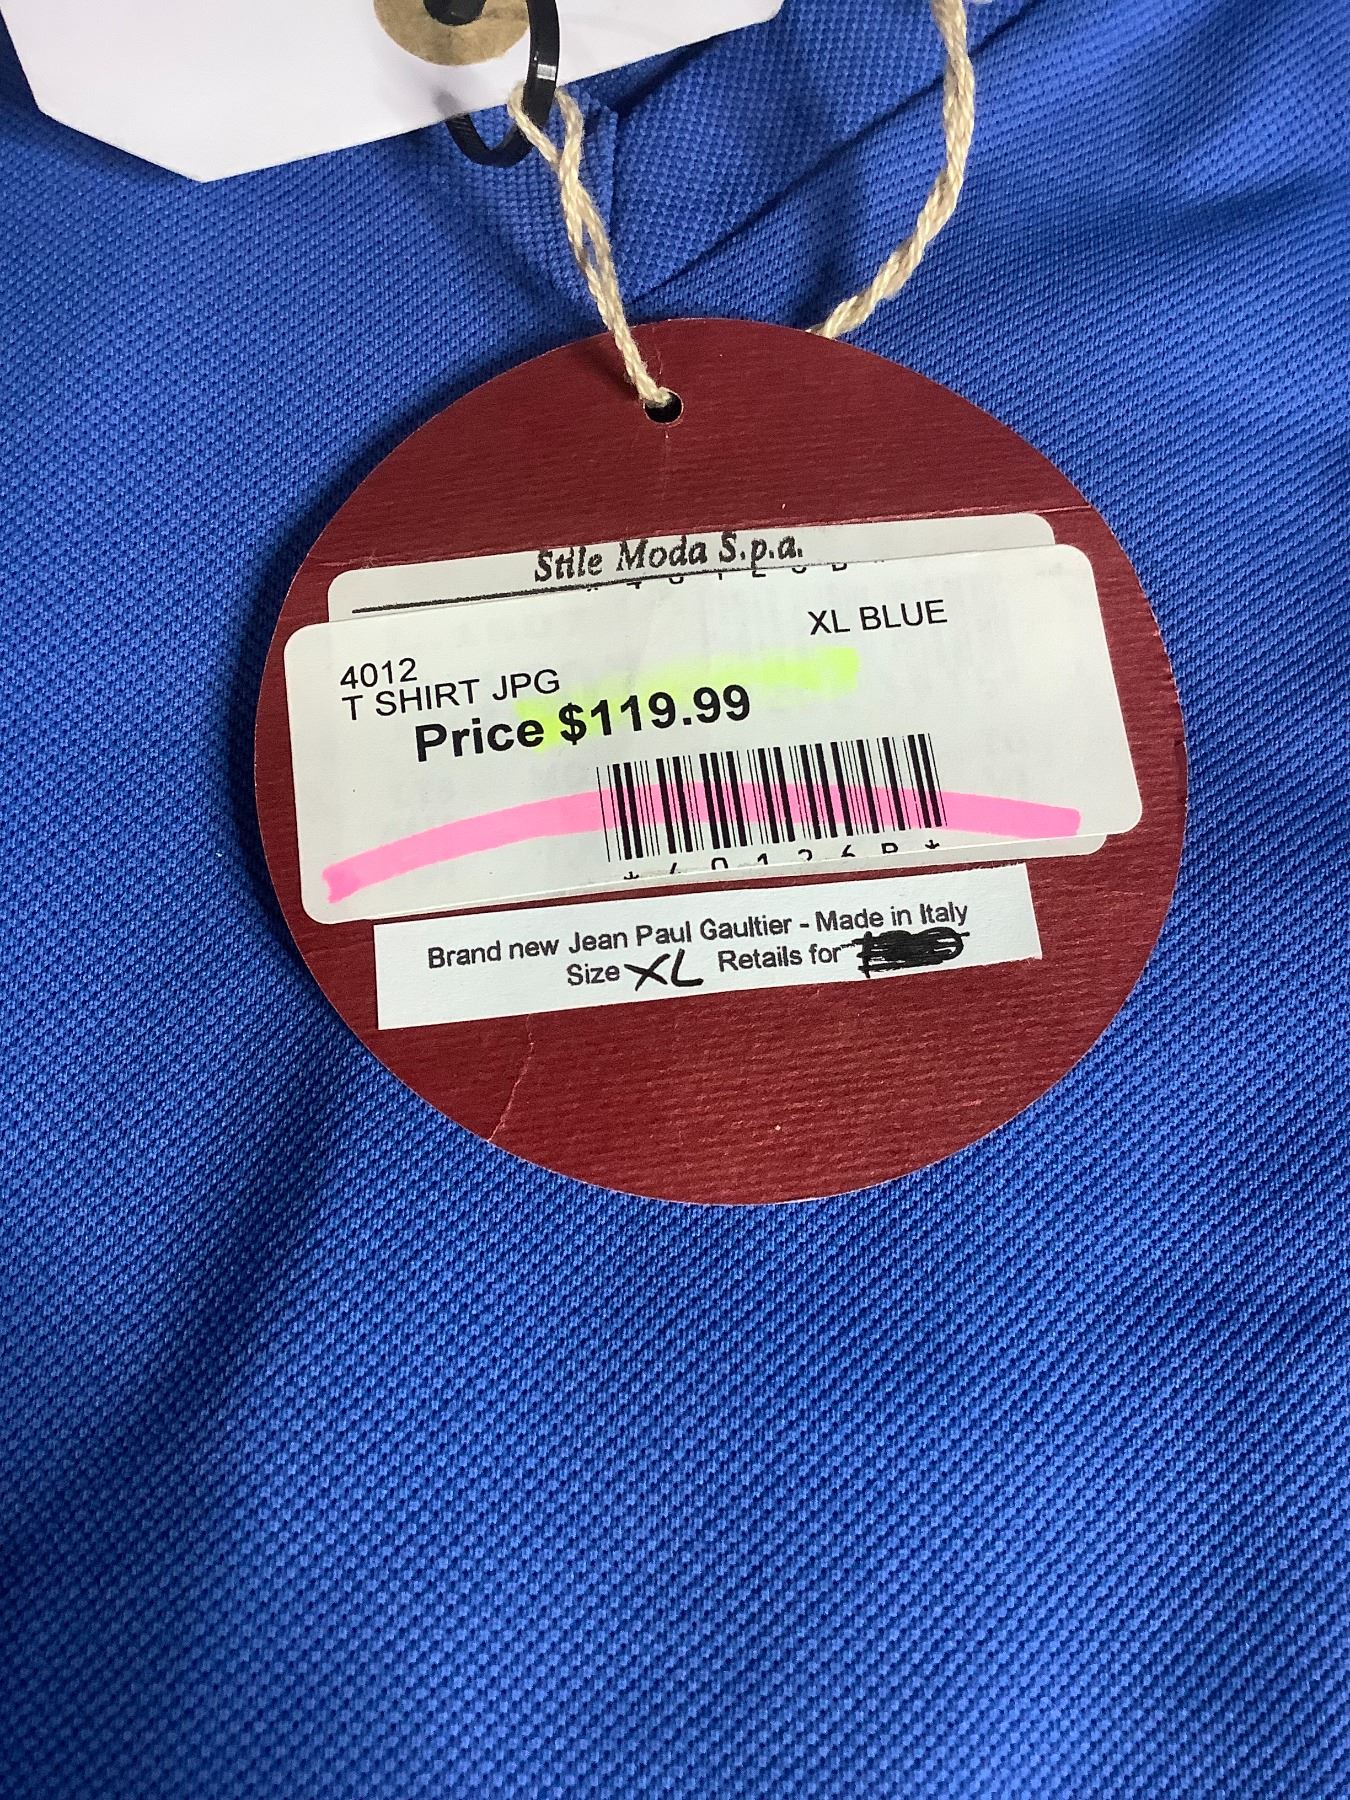 Stile Moda S.p.a.
XL BLUE
4012
T SHIRT JPG
Price $119.99
Brand new Jean Paul Gaultier - Made in Italy
Size XL Retails for